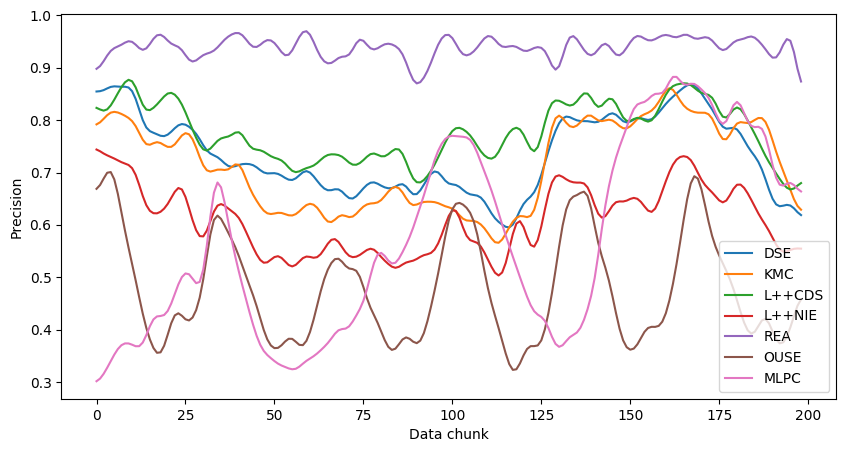 1.0
0.9
0.8
0.7
0.6
0.5
0.4
0.3
Precision
0
25
50
75
100
125
150
175
200
Data chunk
DSE
KMC
L++CDS
L++NIE
REA
OUSE
MLPC